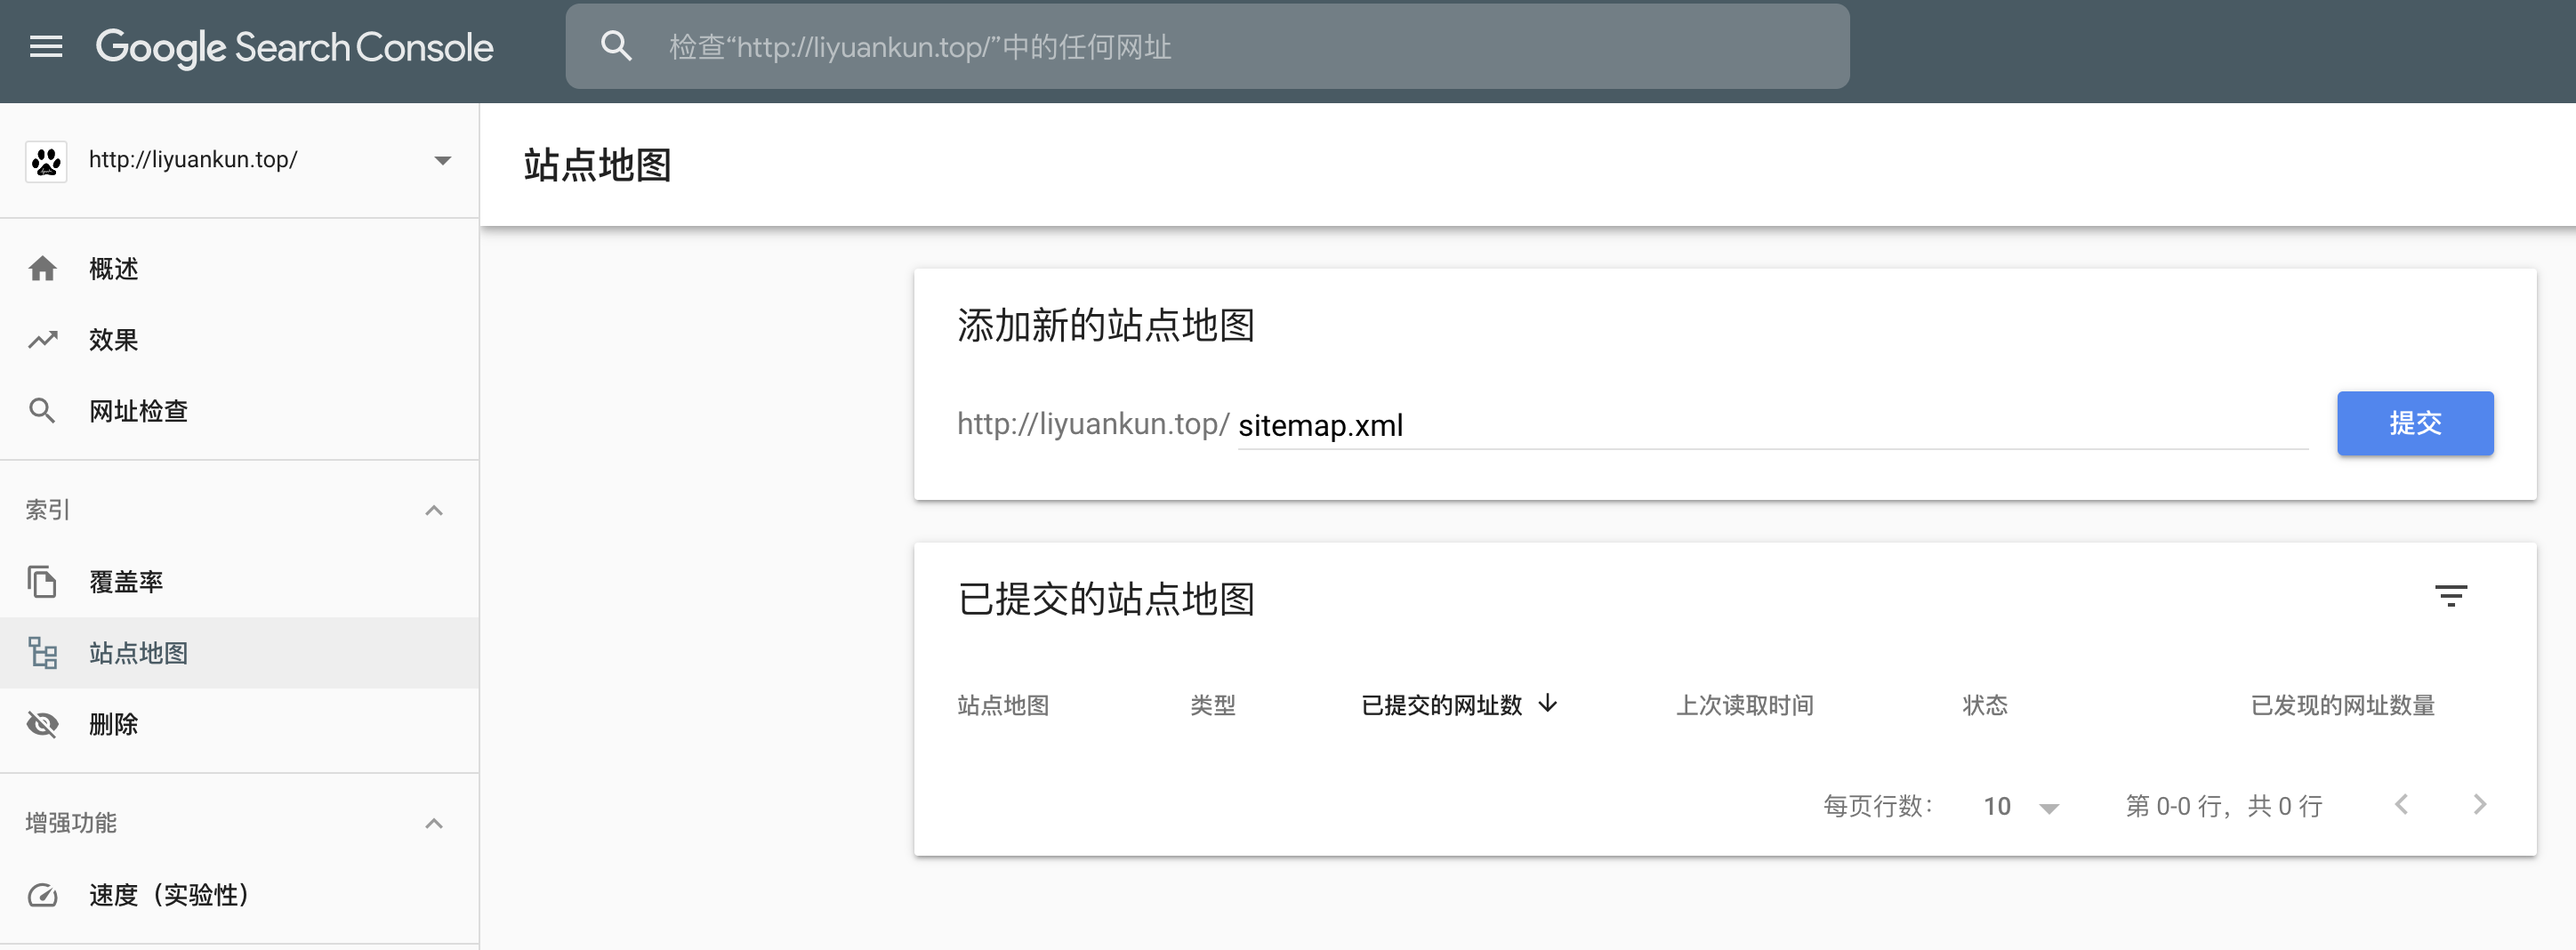 Google Search Console
检查“http://liyuankun.top/”中的任何网址
http://liyuankun.top/
概述
效果
网址检查
索引
覆盖率
站点地图
删除
增强功能
速度（实验性）
站点地图
添加新的站点地图
http://liyuankun.top/ sitemap.xml
提交
已提交的站点地图
站点地图 类型 已提交的网址数 上次读取时间 状态 已发现的网址数量
每页行数： 10 第 0-0 行，共 0 行